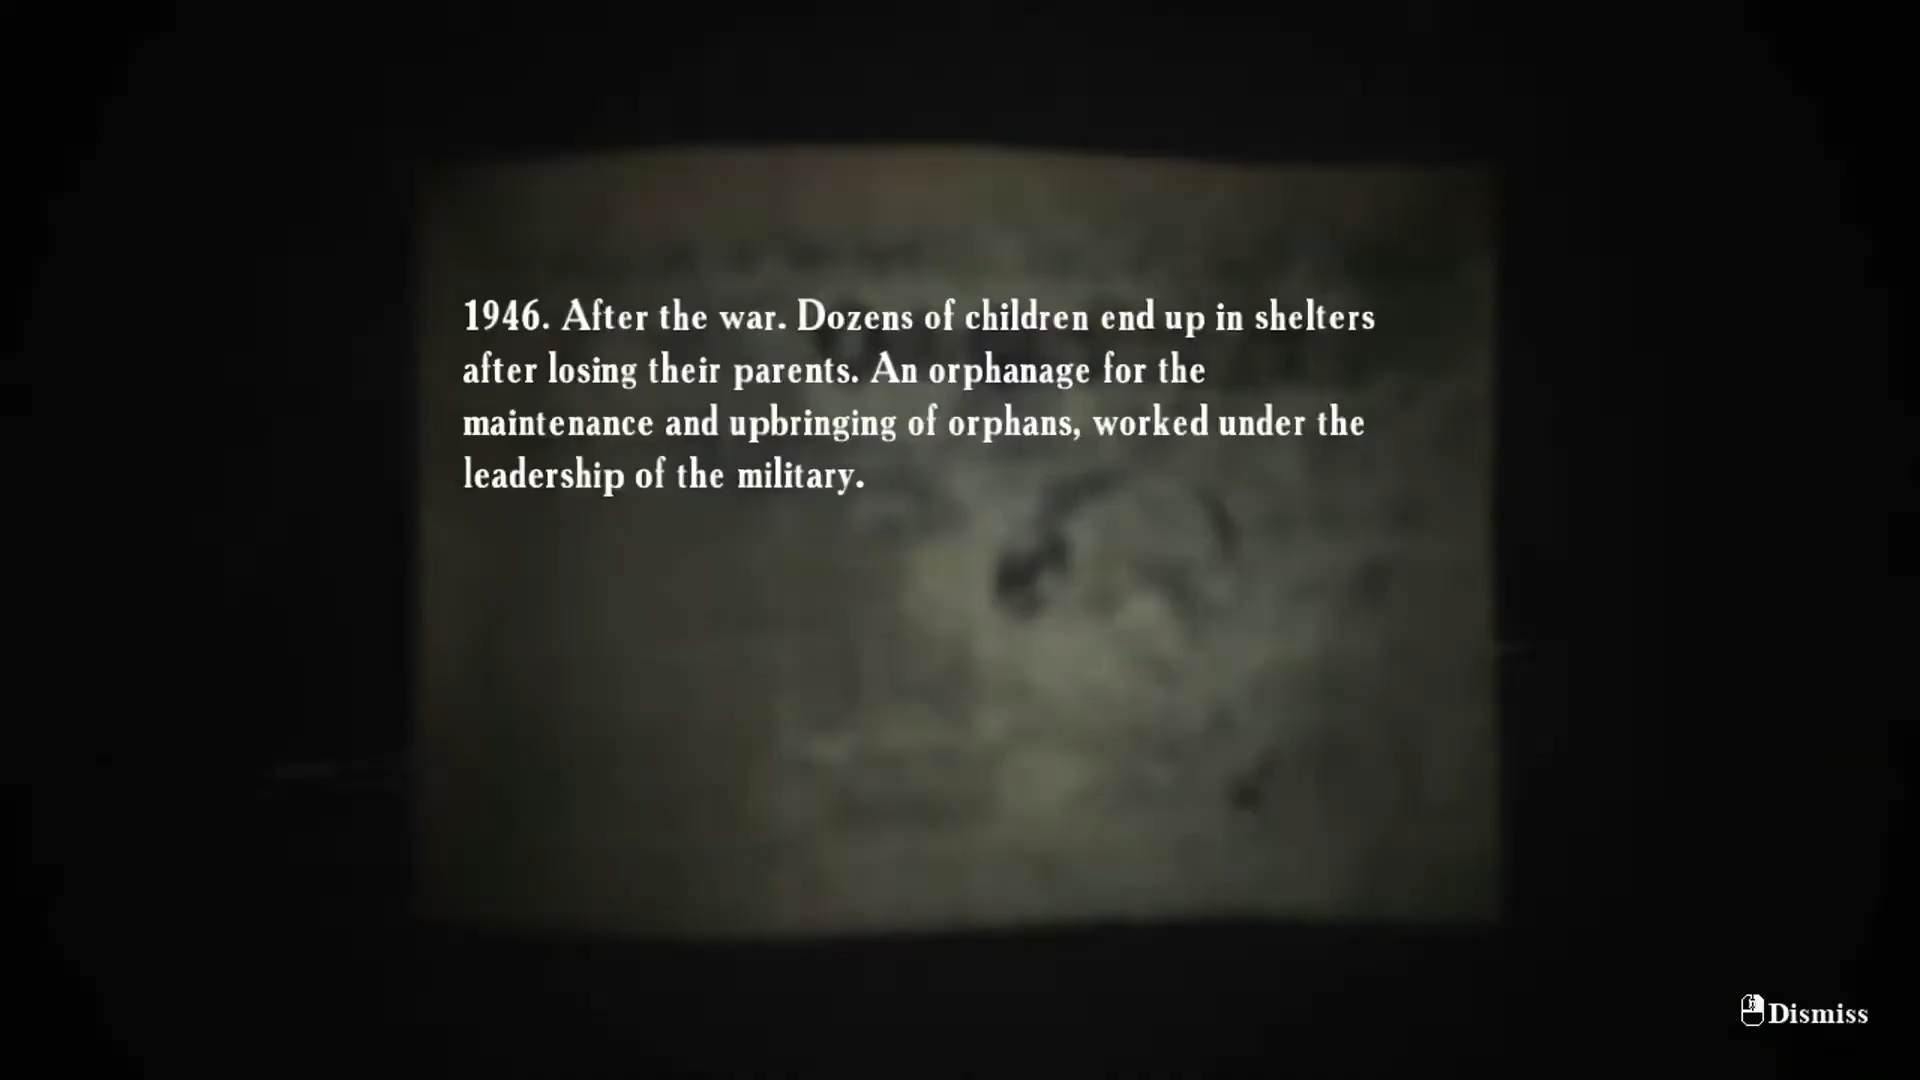 1946. After the war. Dozens of children end up in shelters
after losing their parents. An orphanage for the
maintenance and upbringing of orphans, worked under the
leadership of the military.
Dismiss